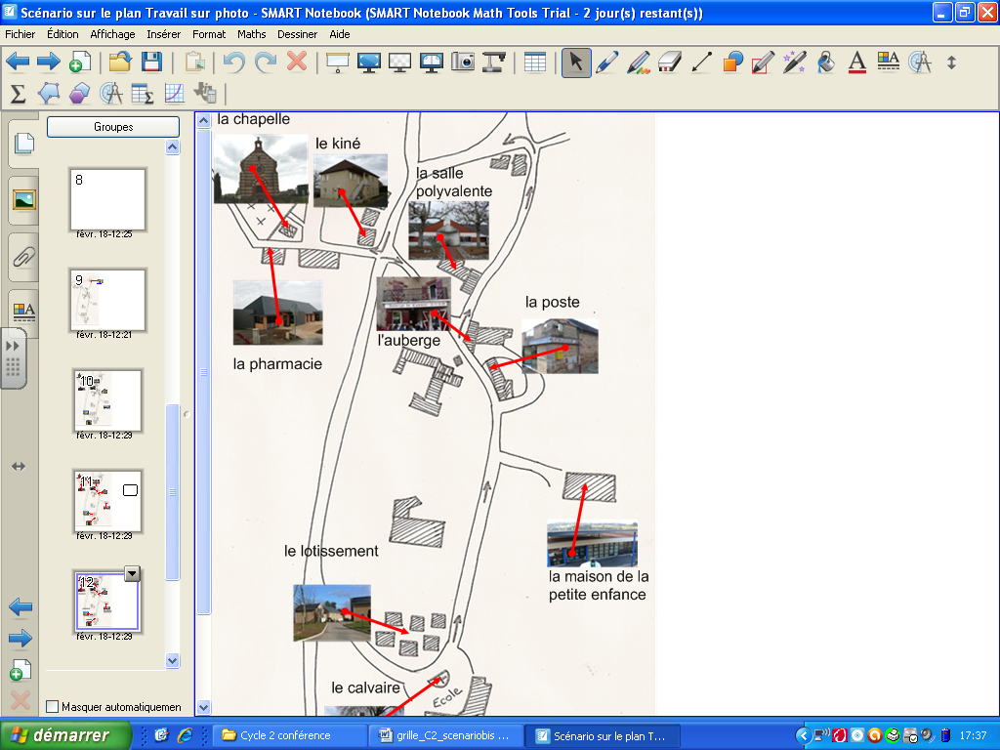 Scénario sur le plan Travail sur photo - SMART Notebook (SMART Notebook Math Tools Trial - 2 jour(s) restant(s))
Fichier Édition Affichage Insérer Format Maths Dessiner Aide
Groupes
8
févr. 18-12:25
9
févr. 18-12:21
10
févr. 18-12:29
11
févr. 18-12:29
12
févr. 18-12:29
Masquer automatiquemen
la chapelle
le kiné
la salle
polyvalente
la poste
l'auberge
la pharmacie
le lotissement
la maison de la
petite enfance
le calvaire
Ecole
démarrer
Cycle 2 conférence
grille_C2_scenariobis ...
Scénario sur le plan T...
17:37